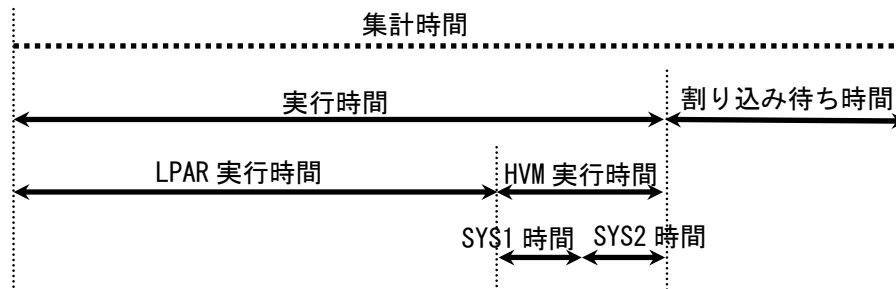 集計時間
実行時間
割り込み待ち時間
LPAR 実行時間
HVM 実行時間
SYS1 時間
SYS2 時間